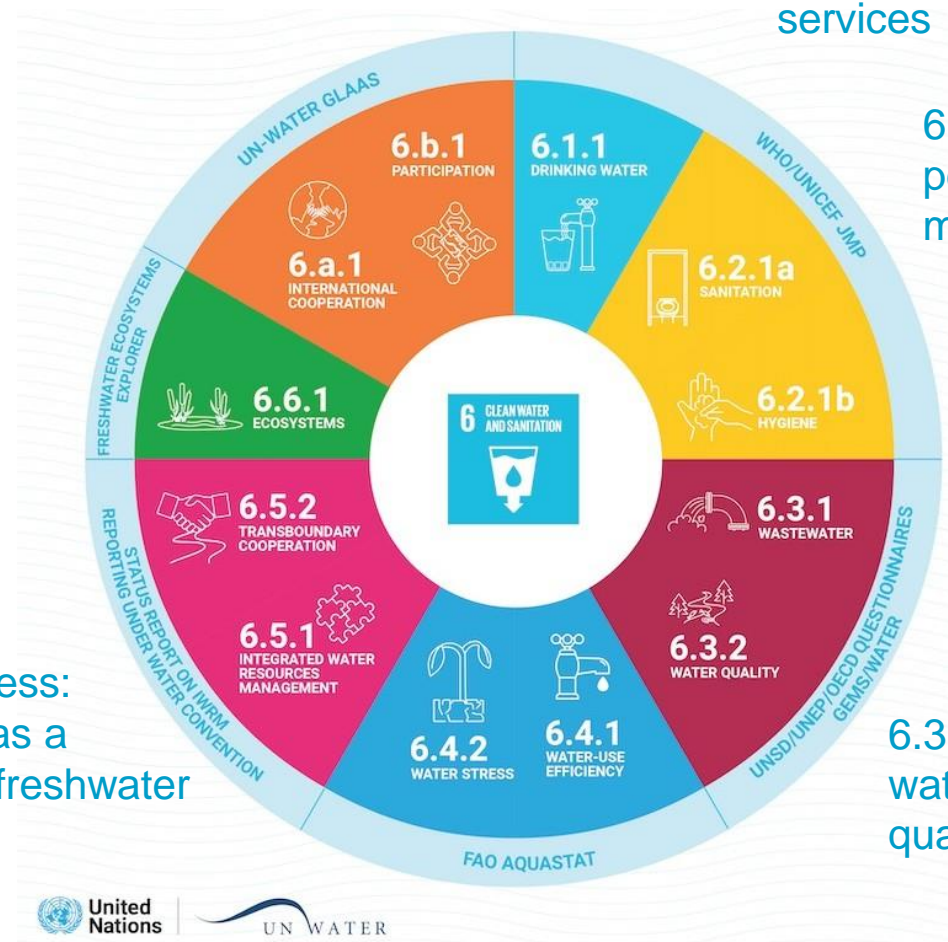 services
UN-WATER GLAAS
WHO/UNICEF JMP
6.b.1
PARTICIPATION
6.1.1
DRINKING WATER
6.a.1
INTERNATIONAL
COOPERATION
6.2.1a
SANITATION
FRESHWATER ECOSYSTEMS
EXPLORER
6.6.1
ECOSYSTEMS
6
CLEAN WATER
AND SANITATION
6.2.1b
HYGIENE
6.5.2
TRANSBOUNDARY
COOPERATION
6.3.1
WASTEWATER
STATUS REPORT ON IWRM
REPORTING UNDER WATER CONVENTION
6.5.1
INTEGRATED WATER
RESOURCES
MANAGEMENT
6.3.2
WATER QUALITY
UNSD/UNEP/OECD QUESTIONNAIRES
GEMS/WATER
6.4.2
WATER STRESS
6.4.1
WATER-USE
EFFICIENCY
ess:
as a
freshwater
6.3
FAO AQUASTAT
United
Nations
UN WATER